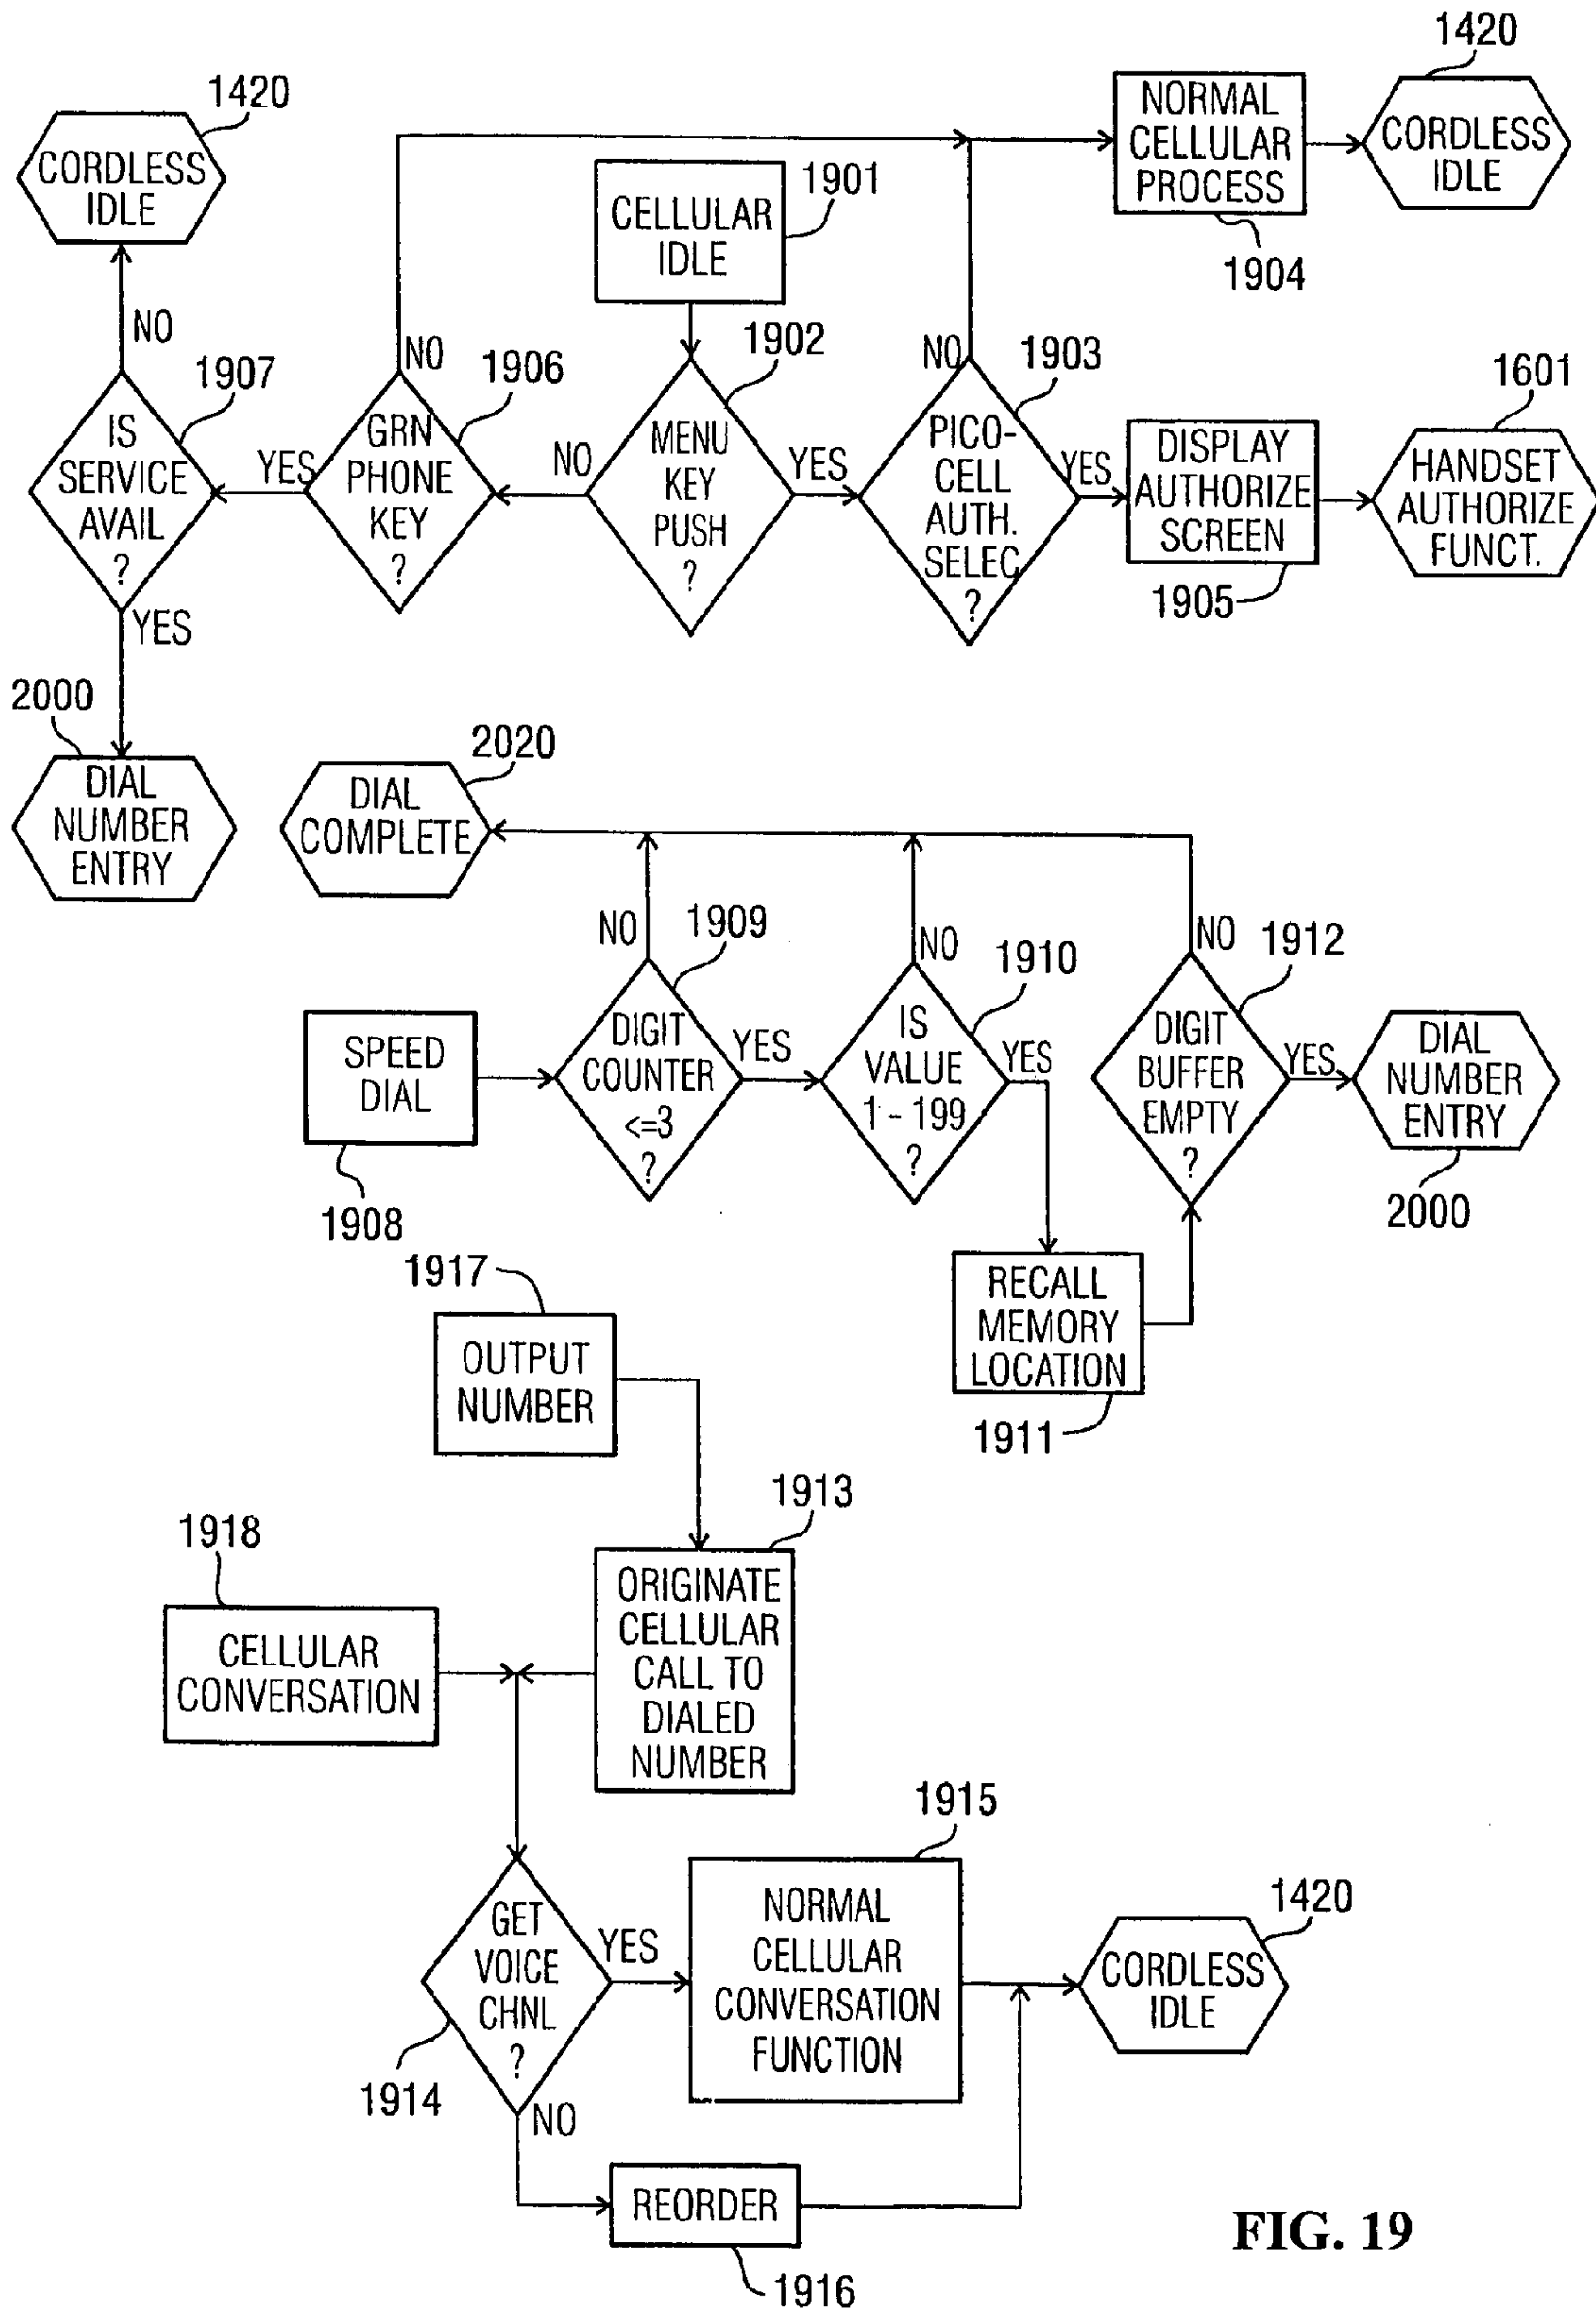 1420
CORDLESS
IDLE
1420
CORDLESS
IDLE
NORMAL
CELLULAR
PROCESS
1904
CELLULAR
IDLE
1901
NO
1907
IS
SERVICE
AVAIL
?
YES
YES
NO
1906
GRN
PHONE
KEY
?
NO
1902
MENU
KEY
PUSH
?
YES
NO
1903
PICO-
CELL
AUTH.
SELEC
?
YES
DISPLAY
AUTHORIZE
SCREEN
1905
1601
HANDSET
AUTHORIZE
FUNCT.
2000
DIAL
NUMBER
ENTRY
2020
DIAL
COMPLETE
NO
1909
NO
1910
NO
1912
SPEED
DIAL
1908
DIGIT
COUNTER
<=3
?
YES
IS
VALUE
1 - 199
?
YES
DIGIT
BUFFER
EMPTY
?
YES
DIAL
NUMBER
ENTRY
2000
RECALL
MEMORY
LOCATION
1911
1917
OUTPUT
NUMBER
1913
ORIGINATE
CELLULAR
CALL TO
DIALED
NUMBER
1918
CELLULAR
CONVERSATION
GET
VOICE
CHNL
?
1914
YES
NO
1915
NORMAL
CELLULAR
CONVERSATION
FUNCTION
1420
CORDLESS
IDLE
REORDER
1916
FIG. 19